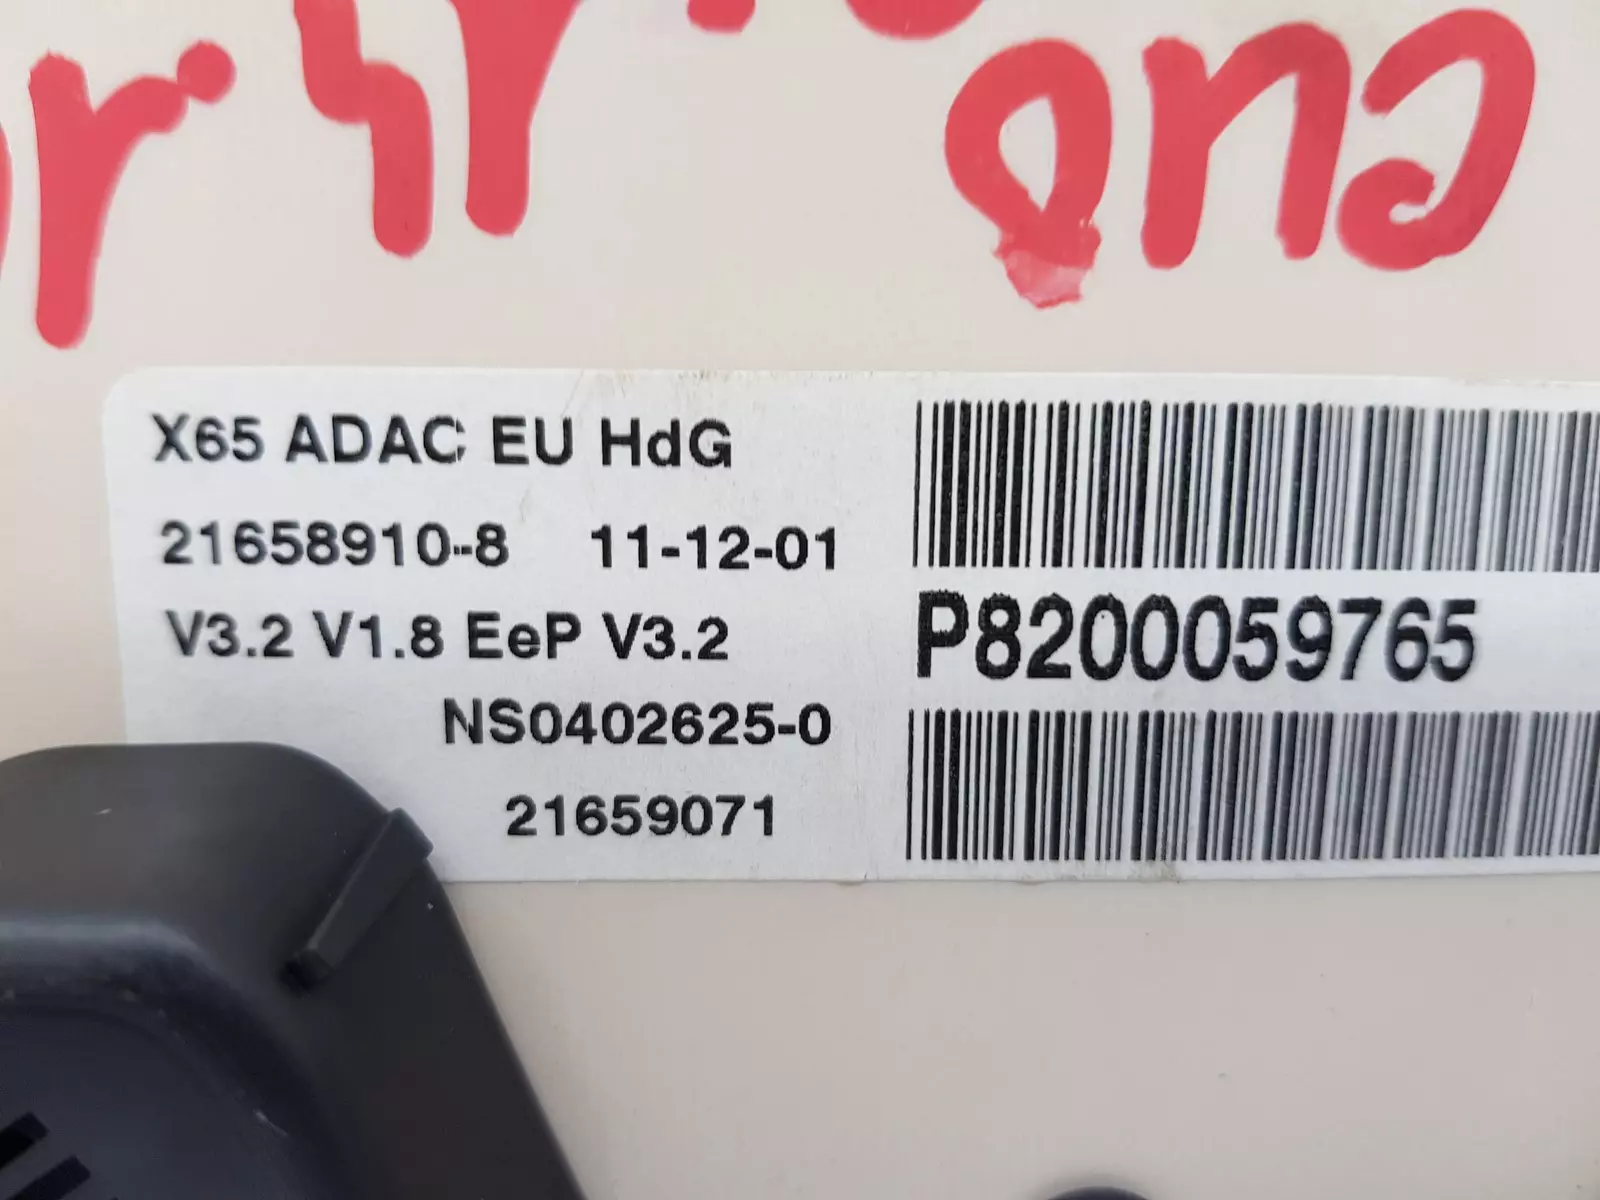 X65 ADAC EU HdG
21658910-8 11-12-01
V3.2 V1.8 EeP V3.2
NS0402625-0
21659071
P8200059765